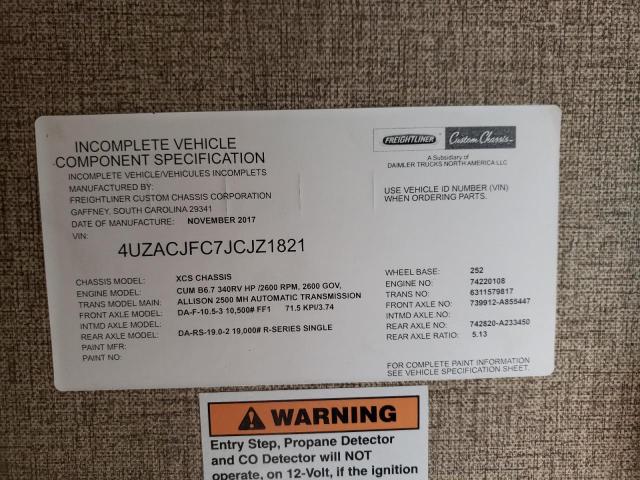 INCOMPLETE VEHICLE
COMPONENT SPECIFICATION
INCOMPLETE VEHICLE/VEHICULES INCOMPLETS
MANUFACTURED BY:
FREIGHTLINER CUSTOM CHASSIS CORPORATION
GAFFNEY, SOUTH CAROLINA 29341
DATE OF MANUFACTURE: NOVEMBER 2017
VIN:
4UZACJFC7JCJZ1821
FREIGHTLINER Custom Chassis
A Subsidiary of
DAIMLER TRUCKS NORTH AMERICA LLC
USE VEHICLE ID NUMBER (VIN)
WHEN ORDERING PARTS.
CHASSIS MODEL: XCS CHASSIS
ENGINE MODEL: CUM B6.7 340RV HP /2600 RPM, 2600 GOV,
TRANS MODEL MAIN: ALLISON 2500 MH AUTOMATIC TRANSMISSION
FRONT AXLE MODEL: DA-F-10.5-3 10,500# FF1 71.5 KPI/3.74
INTMD AXLE MODEL:
REAR AXLE MODEL: DA-RS-19.0-2 19,000# R-SERIES SINGLE
PAINT MFR:
PAINT NO:
WHEEL BASE: 252
ENGINE NO: 74220108
TRANS NO: 6311579817
FRONT AXLE NO: 739912-A855447
INTMD AXLE NO:
REAR AXLE NO: 742820-A233450
REAR AXLE RATIO: 5.13
FOR COMPLETE PAINT INFORMATION
SEE VEHICLE SPECIFICATION SHEET.
WARNING
Entry Step, Propane Detector
and CO Detector will NOT
operate, on 12-Volt, if the ignition